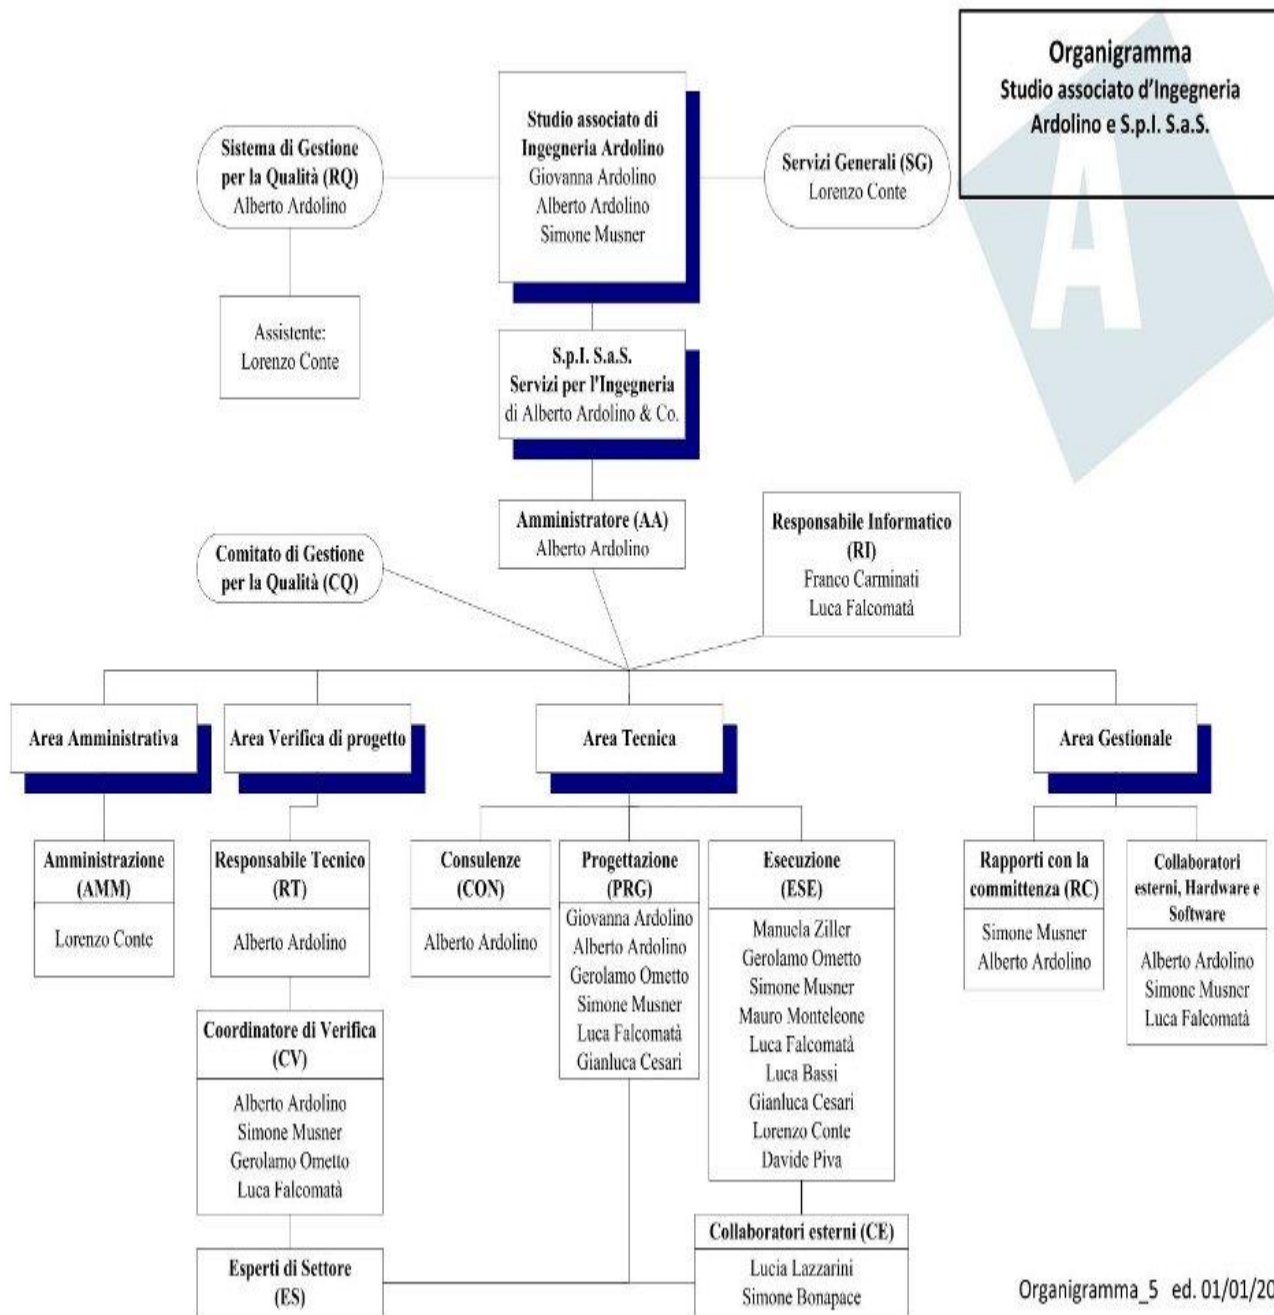 Organigramma
Studio associato d'Ingegneria
Ardolino e S.p.I. S.a.S.
A
Studio associato di
Ingegneria Ardolino
Giovanna Ardolino
Alberto Ardolino
Simone Musner
Sistema di Gestione
per la Qualità (RQ)
Alberto Ardolino
Servizi Generali (SG)
Lorenzo Conte
Assistente:
Lorenzo Conte
S.p.I. S.a.S.
Servizi per l'Ingegneria
di Alberto Ardolino & Co.
Amministratore (AA)
Alberto Ardolino
Responsabile Informatico
(RI)
Franco Carminati
Luca Falcomatà
Comitato di Gestione
per la Qualità (CQ)
Area Amministrativa
Area Verifica di progetto
Area Tecnica
Area Gestionale
Amministrazione
(AMM)
Lorenzo Conte
Responsabile Tecnico
(RT)
Alberto Ardolino
Coordinatore di Verifica
(CV)
Alberto Ardolino
Simone Musner
Gerolamo Ometto
Luca Falcomatà
Esperti di Settore
(ES)
Consulenze
(CON)
Alberto Ardolino
Progettazione
(PRG)
Giovanna Ardolino
Alberto Ardolino
Gerolamo Ometto
Simone Musner
Luca Falcomatà
Gianluca Cesari
Esecuzione
(ESE)
Manuela Ziller
Gerolamo Ometto
Simone Musner
Mauro Monteleone
Luca Falcomatà
Luca Bassi
Gianluca Cesari
Lorenzo Conte
Davide Piva
Collaboratori esterni (CE)
Lucia Lazzarini
Simone Bonapace
Rapporti con la
committenza (RC)
Simone Musner
Alberto Ardolino
Collaboratori
esterni, Hardware e
Software
Alberto Ardolino
Simone Musner
Luca Falcomatà
Organigramma_5 ed. 01/01/20